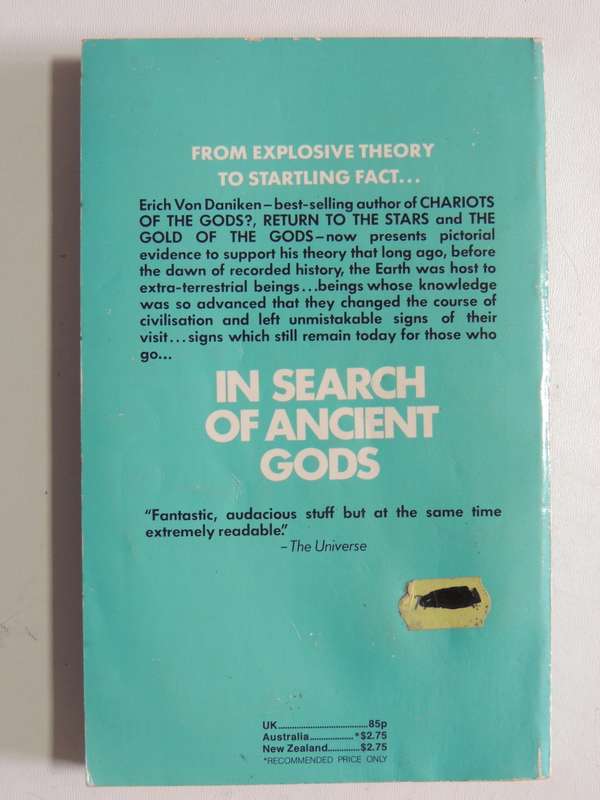 FROM EXPLOSIVE THEORY
TO STARTLING FACT...
Erich Von Daniken–best-selling author of CHARIOTS
OF THE GODS?, RETURN TO THE STARS and THE
GOLD OF THE GODS–now presents pictorial
evidence to support his theory that long ago, before
the dawn of recorded history, the Earth was host to
extra-terrestrial beings...beings whose knowledge
was so advanced that they changed the course of
civilisation and left unmistakable signs of their
visit...signs which still remain today for those who
go...
IN SEARCH
OF ANCIENT
GODS
“Fantastic, audacious stuff but at the same time
extremely readable.”
–The Universe
UK......................................85p
Australia..................*$2.75
New Zealand.............$2.75
*RECOMMENDED PRICE ONLY